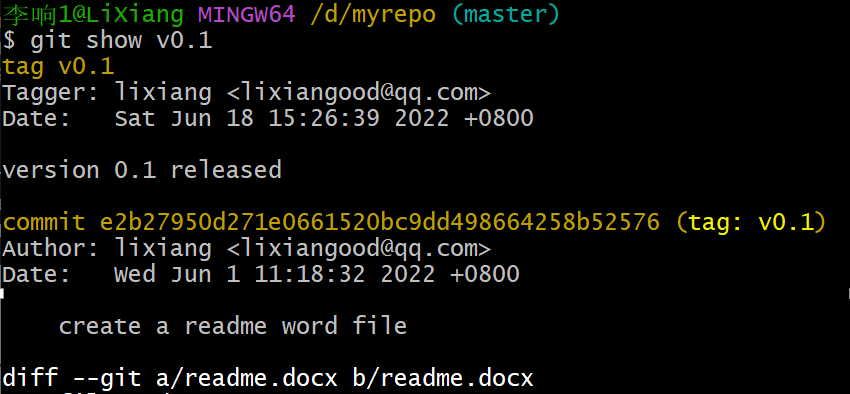 李响1@LiXiang MINGW64 /d/myrepo (master)
$ git show v0.1
tag v0.1
Tagger: lixiang <lixiangood@qq.com>
Date:   Sat Jun 18 15:26:39 2022 +0800
version 0.1 released
commit e2b27950d271e0661520bc9dd498664258b52576 (tag: v0.1)
Author: lixiang <lixiangood@qq.com>
Date:   Wed Jun 1 11:18:32 2022 +0800
    create a readme word file
diff --git a/readme.docx b/readme.docx